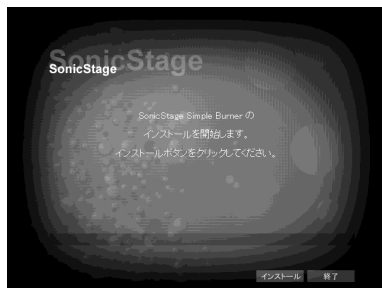 SonicStage
SonicStage
SonicStage Simple Burner の
インストールを開始します。
インストールボタンをクリックしてください。
インストール 終了